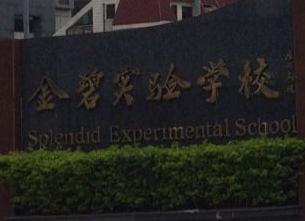 金碧实验学校
Splendid Experimental School